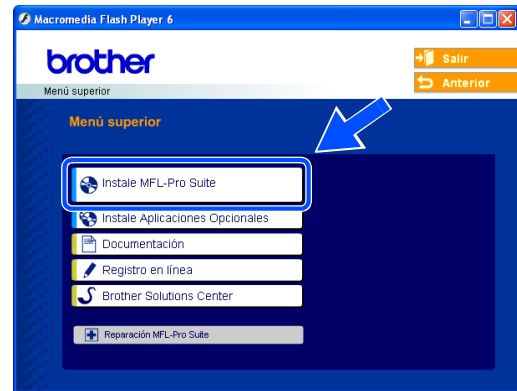 Macromedia Flash Player 6
brother
Salir
Anterior
Menú superior
Menú superior
Instale MFL-Pro Suite
Instale Aplicaciones Opcionales
Documentación
Registro en línea
Brother Solutions Center
Reparación MFL-Pro Suite